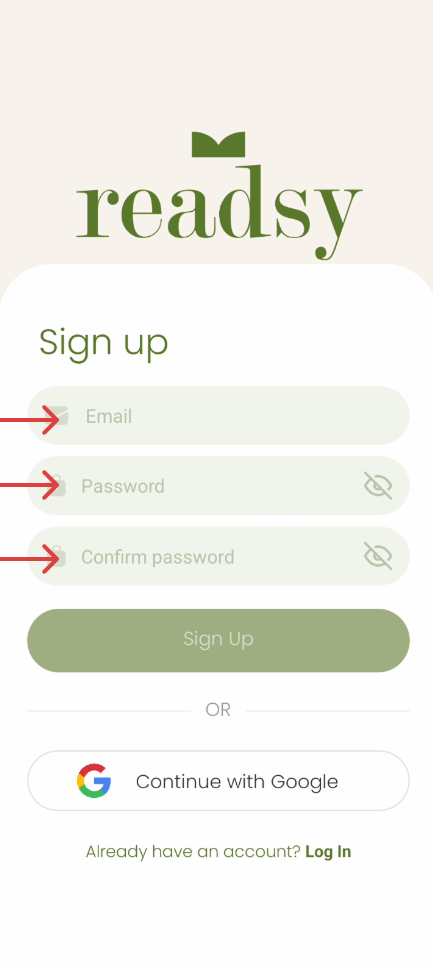 readsy
Sign up
Email
Password
Confirm password
Sign Up
OR
Continue with Google
Already have an account? Log In